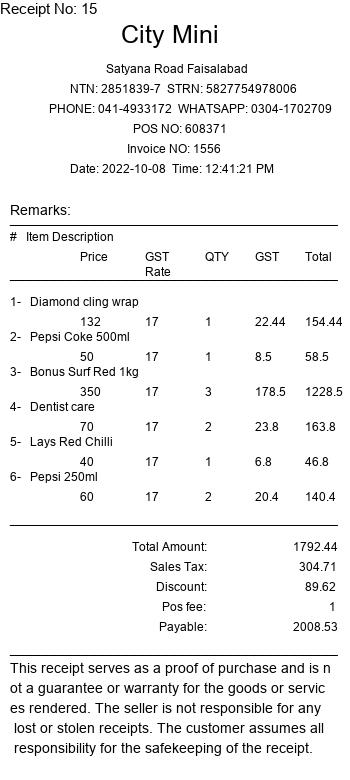 Receipt No: 15
City Mini
Satyana Road Faisalabad
NTN: 2851839-7 STRN: 5827754978006
PHONE: 041-4933172 WHATSAPP: 0304-1702709
POS NO: 608371
Invoice NO: 1556
Date: 2022-10-08 Time: 12:41:21 PM
Remarks:
# Item Description
Price GST Rate QTY GST Total
1- Diamond cling wrap
132 17 1 22.44 154.44
2- Pepsi Coke 500ml
50 17 1 8.5 58.5
3- Bonus Surf Red 1kg
350 17 3 178.5 1228.5
4- Dentist care
70 17 2 23.8 163.8
5- Lays Red Chilli
40 17 1 6.8 46.8
6- Pepsi 250ml
60 17 2 20.4 140.4
Total Amount: 1792.44
Sales Tax: 304.71
Discount: 89.62
Pos fee: 1
Payable: 2008.53
This receipt serves as a proof of purchase and is n
ot a guarantee or warranty for the goods or servic
es rendered. The seller is not responsible for any
lost or stolen receipts. The customer assumes all
responsibility for the safekeeping of the receipt.